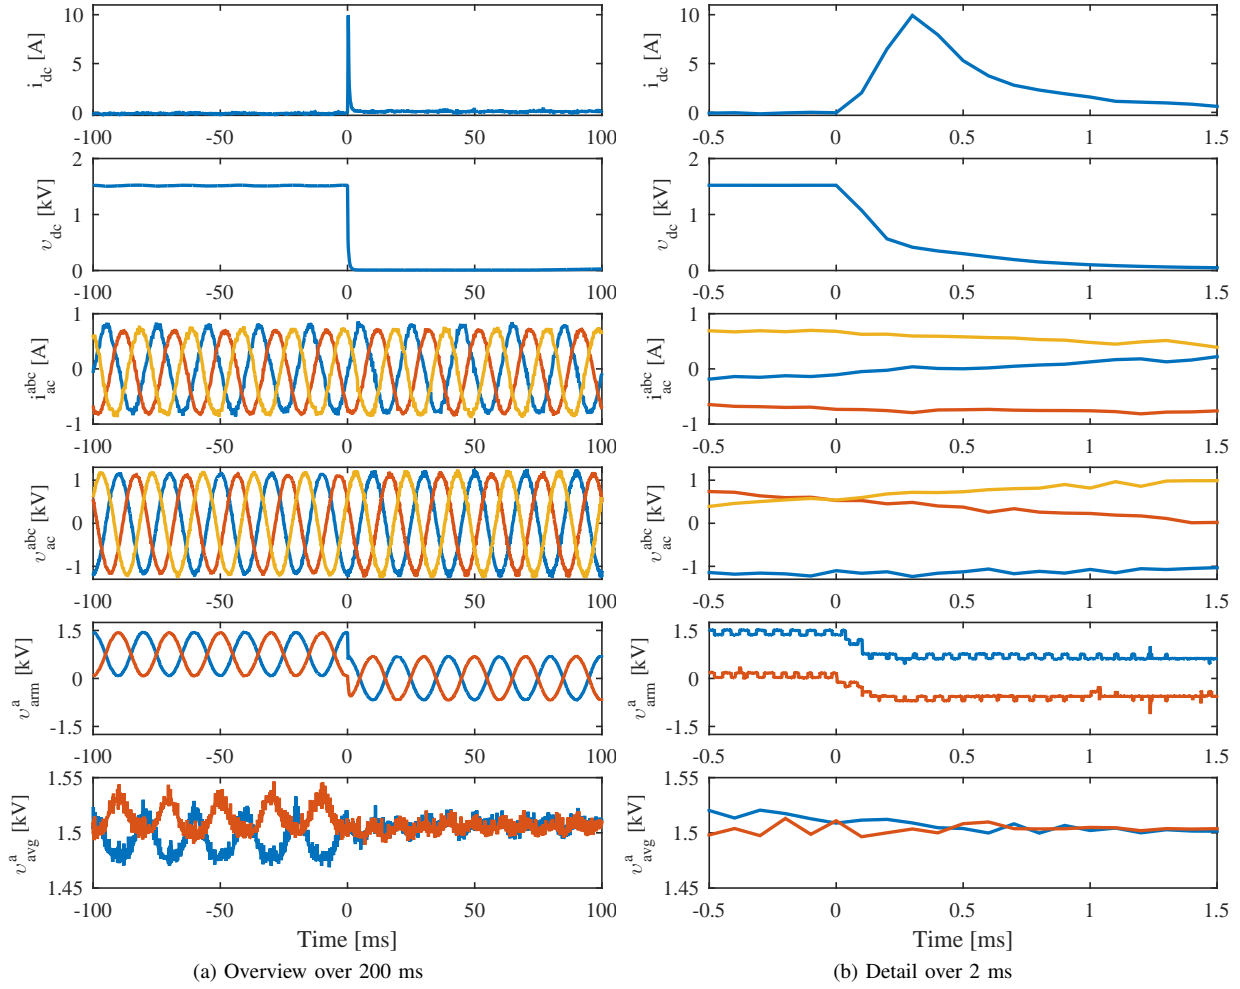 10
5
0
i_dc [A]
-100 -50 0 50 100
10
5
0
i_dc [A]
-0.5 0 0.5 1 1.5
2
1
0
v_dc [kV]
-100 -50 0 50 100
2
1
0
v_dc [kV]
-0.5 0 0.5 1 1.5
1
0
-1
i_ac^abc [A]
-100 -50 0 50 100
1
0
-1
i_ac^abc [A]
-0.5 0 0.5 1 1.5
1
0
-1
v_ac^abc [kV]
-100 -50 0 50 100
1
0
-1
v_ac^abc [kV]
-0.5 0 0.5 1 1.5
1.5
0
-1.5
v_arm^a [kV]
-100 -50 0 50 100
1.5
0
-1.5
v_arm^a [kV]
-0.5 0 0.5 1 1.5
1.55
1.5
1.45
v_avg^a [kV]
-100 -50 0 50 100
Time [ms]
(a) Overview over 200 ms
1.55
1.5
1.45
v_avg^a [kV]
-0.5 0 0.5 1 1.5
Time [ms]
(b) Detail over 2 ms